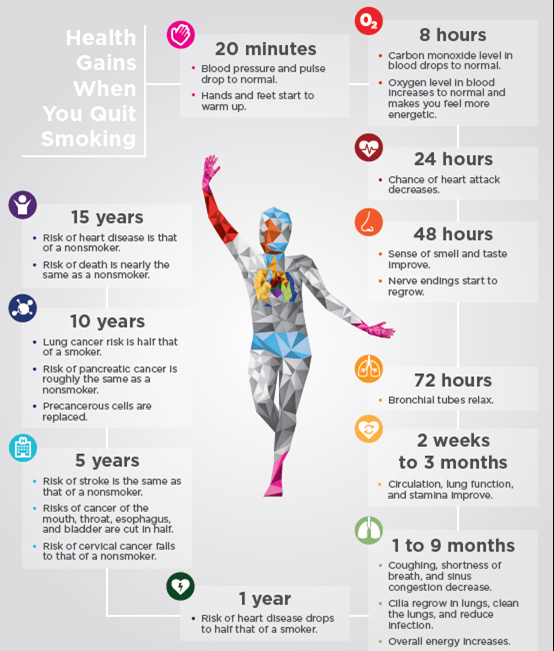 Health
Gains
When
You Quit
Smoking
20 minutes
• Blood pressure and pulse
drop to normal.
• Hands and feet start to
warm up.
O2
8 hours
• Carbon monoxide level in
blood drops to normal.
• Oxygen level in blood
increases to normal and
makes you feel more
energetic.
24 hours
• Chance of heart attack
decreases.
48 hours
• Sense of smell and taste
improve.
• Nerve endings start to
regrow.
72 hours
• Bronchial tubes relax.
2 weeks
to 3 months
• Circulation, lung function,
and stamina improve.
1 to 9 months
• Coughing, shortness of
breath, and sinus
congestion decrease.
• Cilia regrow in lungs, clean
the lungs, and reduce
infection.
• Overall energy increases.
1 year
• Risk of heart disease drops
to half that of a smoker.
5 years
• Risk of stroke is the same as
that of a nonsmoker.
• Risks of cancer of the
mouth, throat, esophagus,
and bladder are cut in half.
• Risk of cervical cancer falls
to that of a nonsmoker.
10 years
• Lung cancer risk is half that
of a smoker.
• Risk of pancreatic cancer is
roughly the same as a
nonsmoker.
• Precancerous cells are
replaced.
15 years
• Risk of heart disease is that
of a nonsmoker.
• Risk of death is nearly the
same as a nonsmoker.